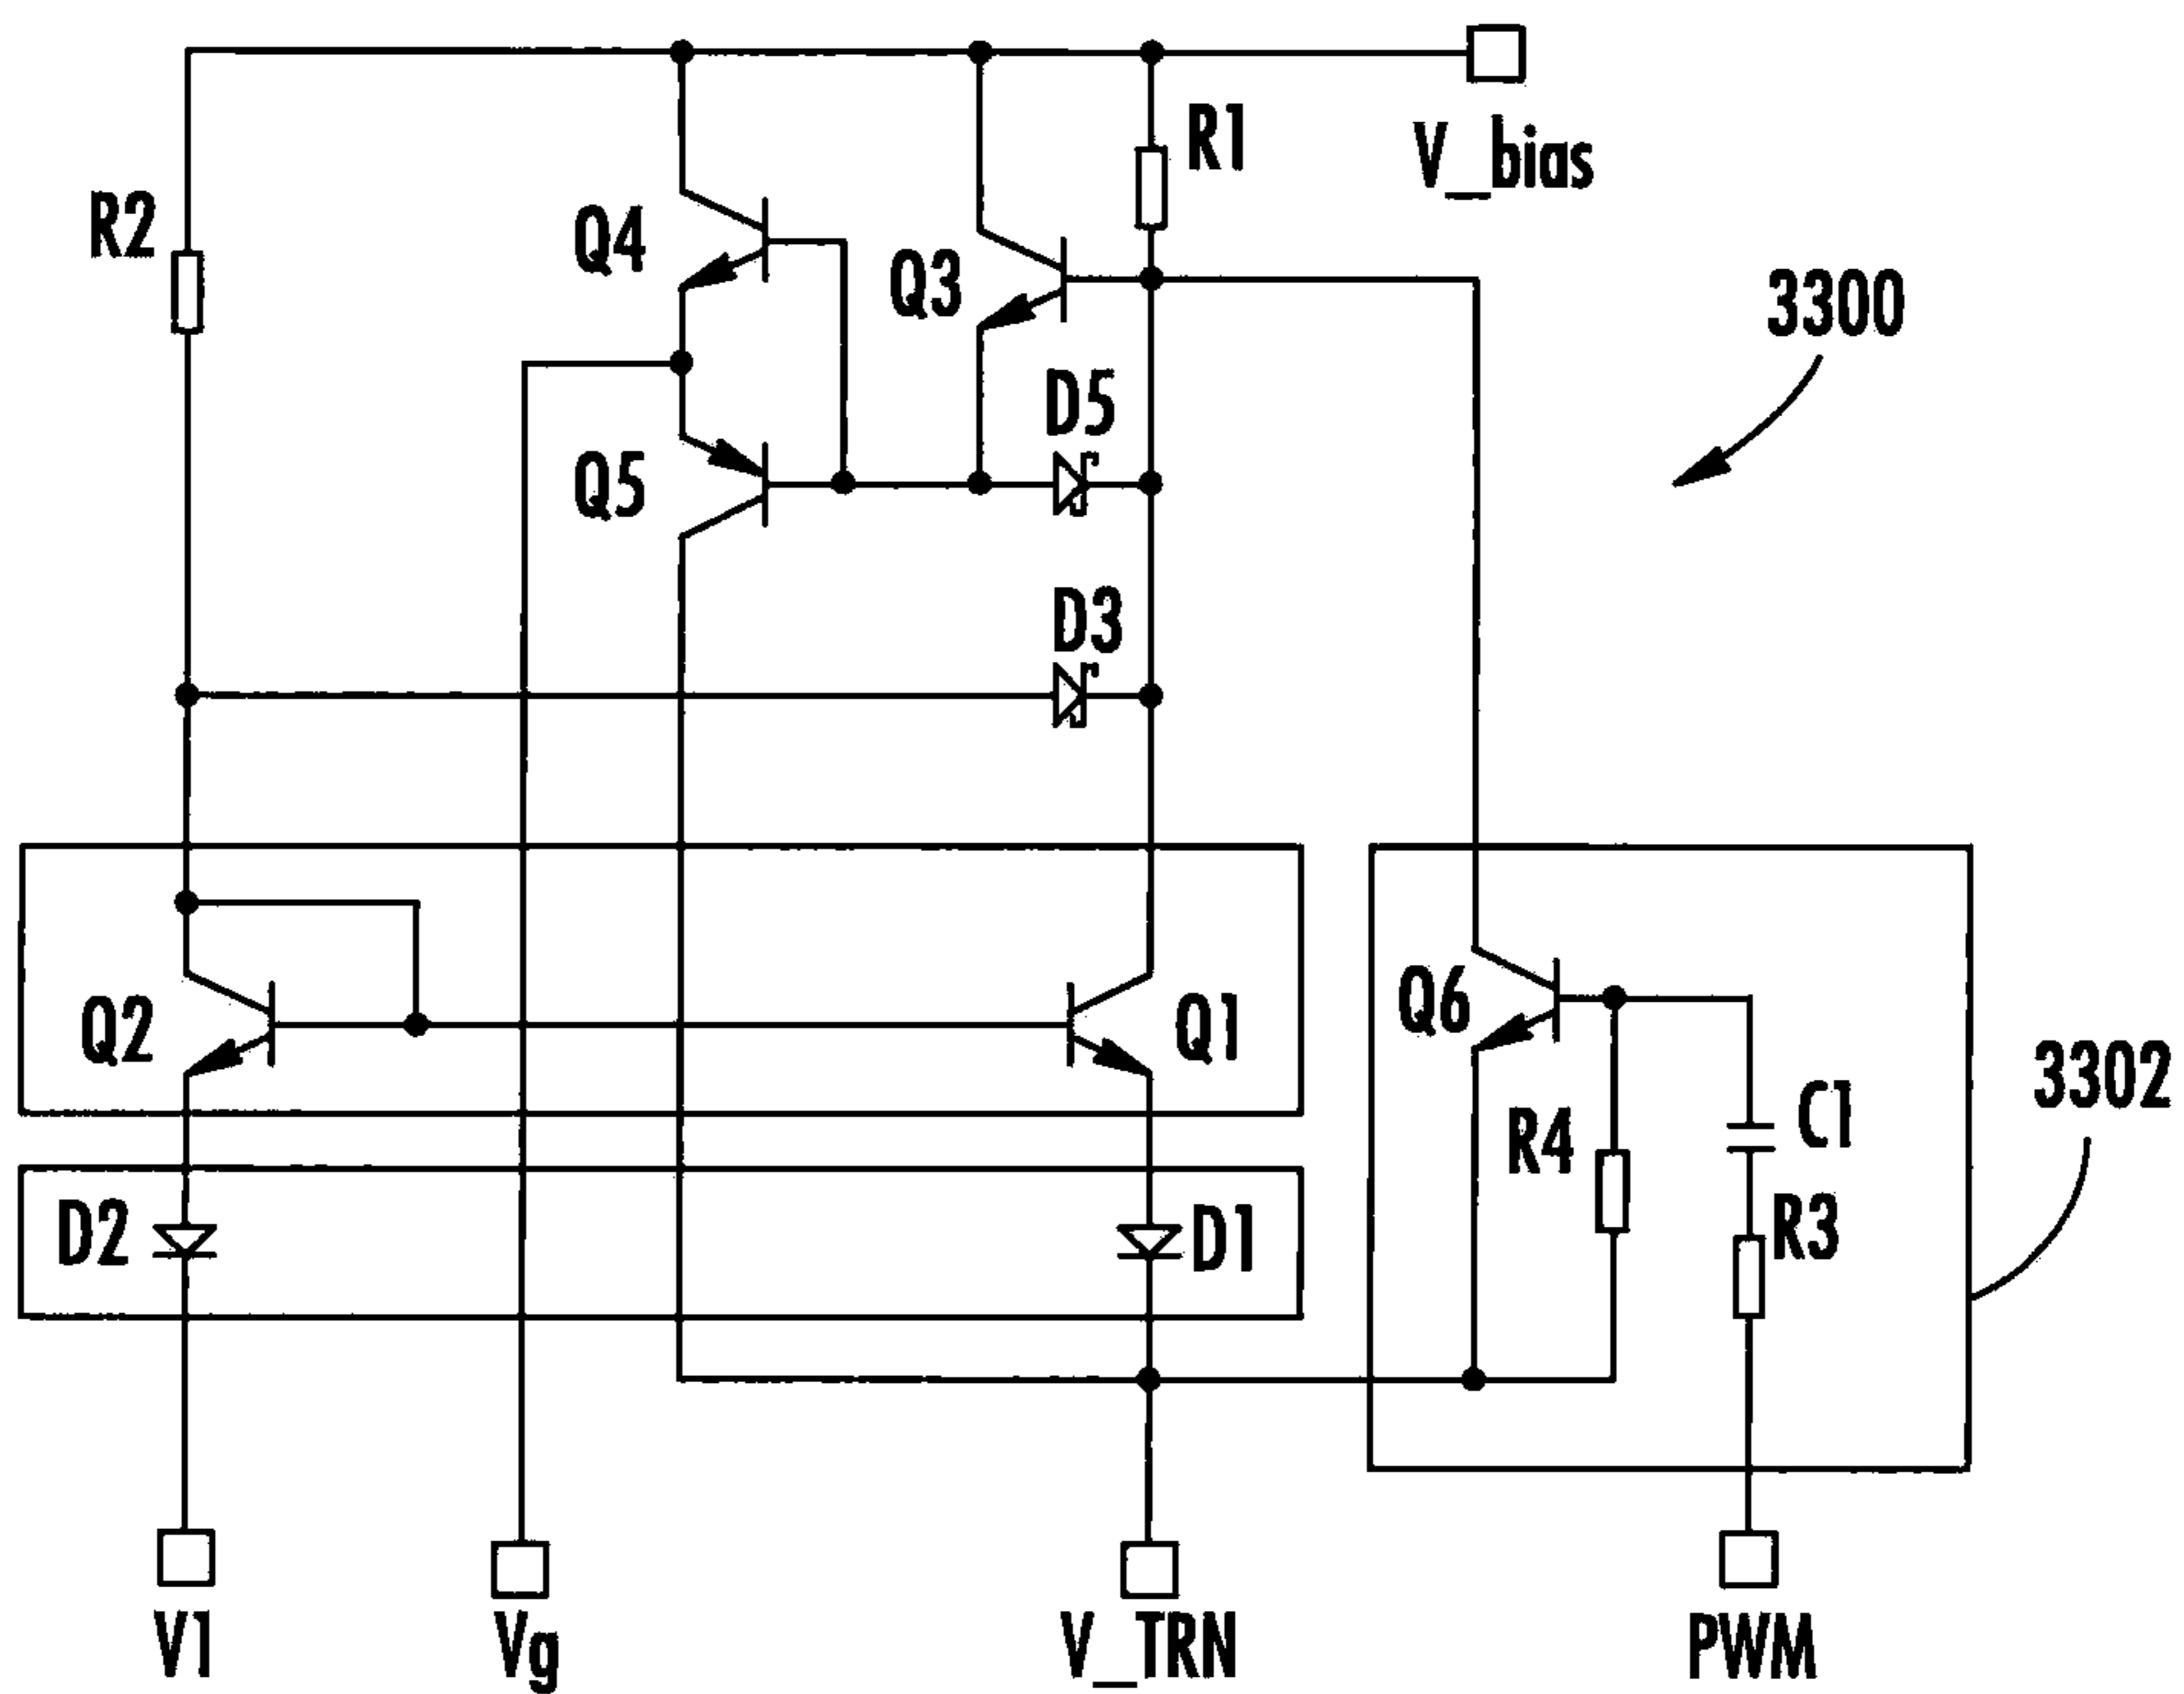 R1
V_bias
R2
Q4
Q3
3300
D5
Q5
D3
Q2
Q1
Q6
3302
C1
R4
R3
D2
D1
V1
Vg
V_TRN
PWM